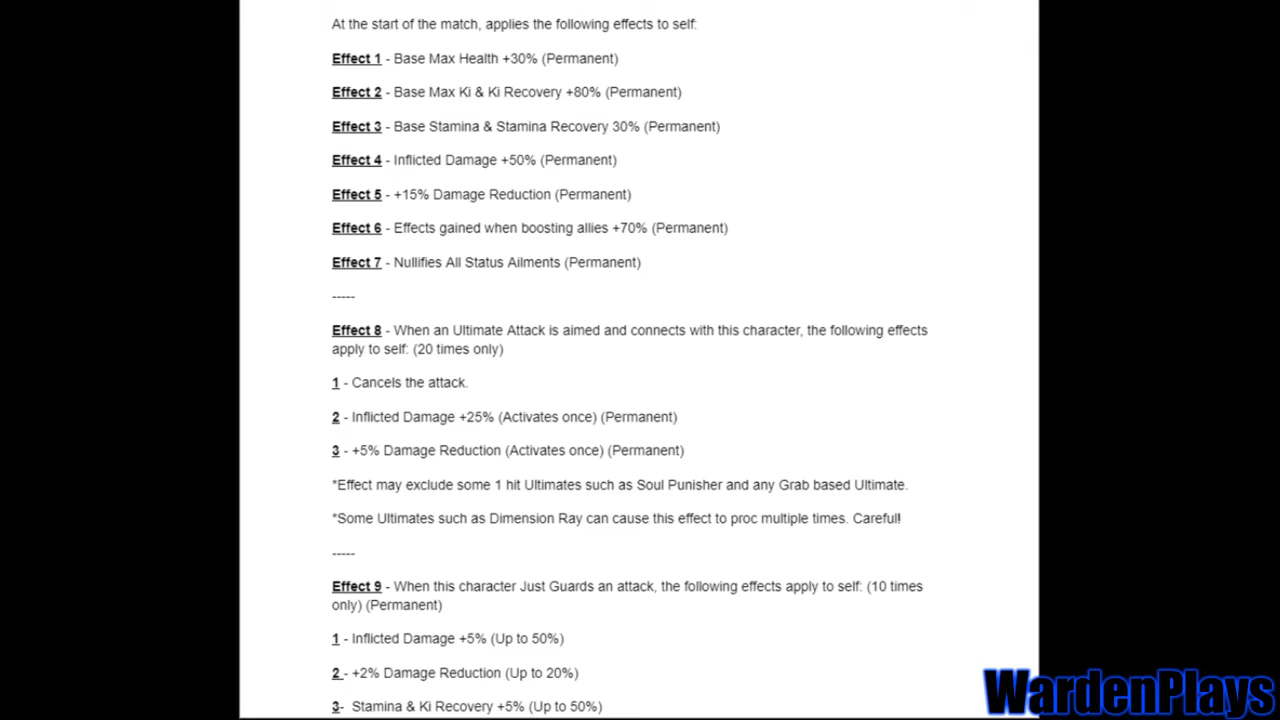 At the start of the match, applies the following effects to self:
Effect 1 - Base Max Health +30% (Permanent)
Effect 2 - Base Max Ki & Ki Recovery +80% (Permanent)
Effect 3 - Base Stamina & Stamina Recovery 30% (Permanent)
Effect 4 - Inflicted Damage +50% (Permanent)
Effect 5 - +15% Damage Reduction (Permanent)
Effect 6 - Effects gained when boosting allies +70% (Permanent)
Effect 7 - Nullifies All Status Ailments (Permanent)
-----
Effect 8 - When an Ultimate Attack is aimed and connects with this character, the following effects
apply to self: (20 times only)
1 - Cancels the attack.
2 - Inflicted Damage +25% (Activates once) (Permanent)
3 - +5% Damage Reduction (Activates once) (Permanent)
*Effect may exclude some 1 hit Ultimates such as Soul Punisher and any Grab based Ultimate.
*Some Ultimates such as Dimension Ray can cause this effect to proc multiple times. Careful!
-----
Effect 9 - When this character Just Guards an attack, the following effects apply to self: (10 times
only) (Permanent)
1 - Inflicted Damage +5% (Up to 50%)
2 - +2% Damage Reduction (Up to 20%)
3- Stamina & Ki Recovery +5% (Up to 50%)
WardenPlays